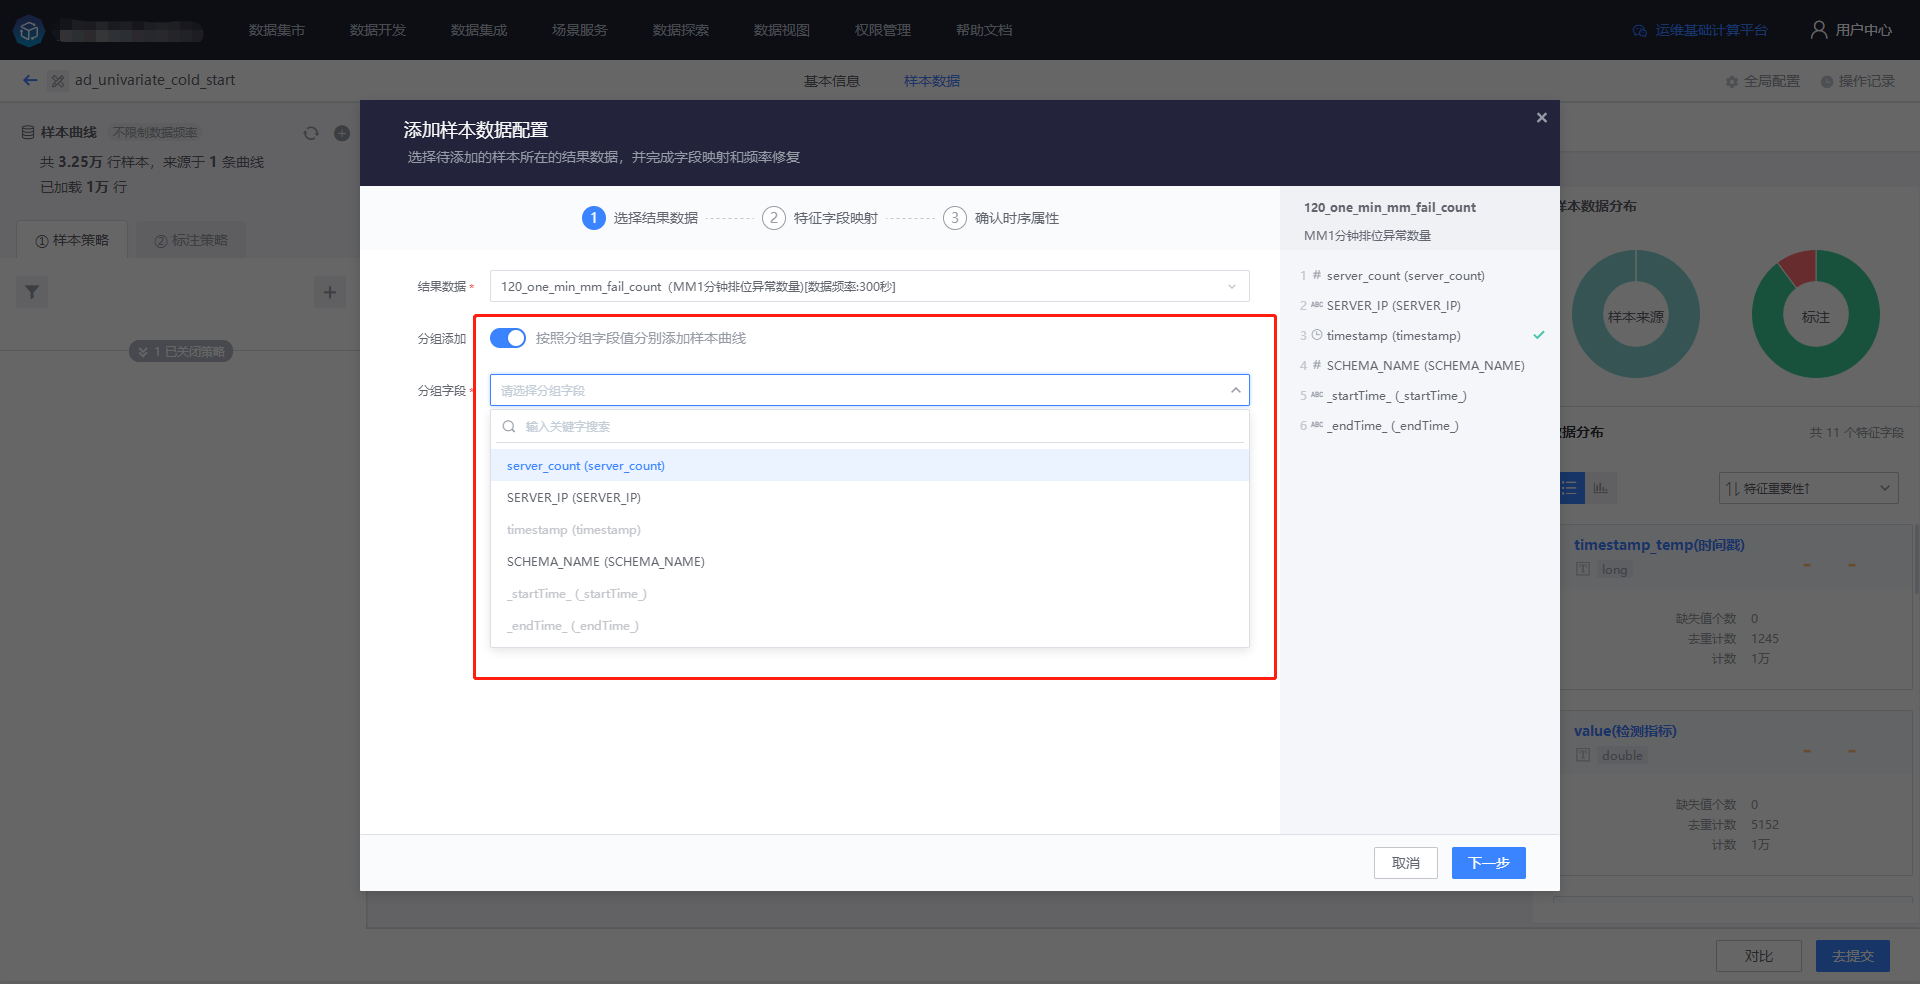 数据集市 数据开发 数据集成 场景服务 数据探索 数据视图 权限管理 帮助文档 运维基础计算平台 用户中心
ad_univariate_cold_start 基本信息 样本数据 全局配置 操作记录
样本曲线 不限制数据频率
共 3.25万 行样本，来源于 1 条曲线
已加载 1万 行
① 样本策略 ② 标注策略
1 已关闭策略
添加样本数据配置
选择待添加的样本所在的结果数据，并完成字段映射和频率修复
1 选择结果数据 2 特征字段映射 3 确认时序属性
结果数据 * 120_one_min_mm_fail_count（MM1分钟排位异常数量)[数据频率:300秒]
分组添加 按照分组字段值分别添加样本曲线
分组字段 * 请选择分组字段
输入关键字搜索
server_count (server_count)
SERVER_IP (SERVER_IP)
timestamp (timestamp)
SCHEMA_NAME (SCHEMA_NAME)
_startTime_ (_startTime_)
_endTime_ (_endTime_)
120_one_min_mm_fail_count
MM1分钟排位异常数量
1 # server_count (server_count)
2 ABC SERVER_IP (SERVER_IP)
3 timestamp (timestamp)
4 # SCHEMA_NAME (SCHEMA_NAME)
5 ABC _startTime_ (_startTime_)
6 ABC _endTime_ (_endTime_)
取消 下一步
样本数据分布
样本来源 标注
数据分布 共 11 个特征字段
特征重要性↑
timestamp_temp(时间戳)
T long
缺失值个数 0
去重计数 1245
计数 1万
value(检测指标)
T double
缺失值个数 0
去重计数 5152
计数 1万
对比 去提交